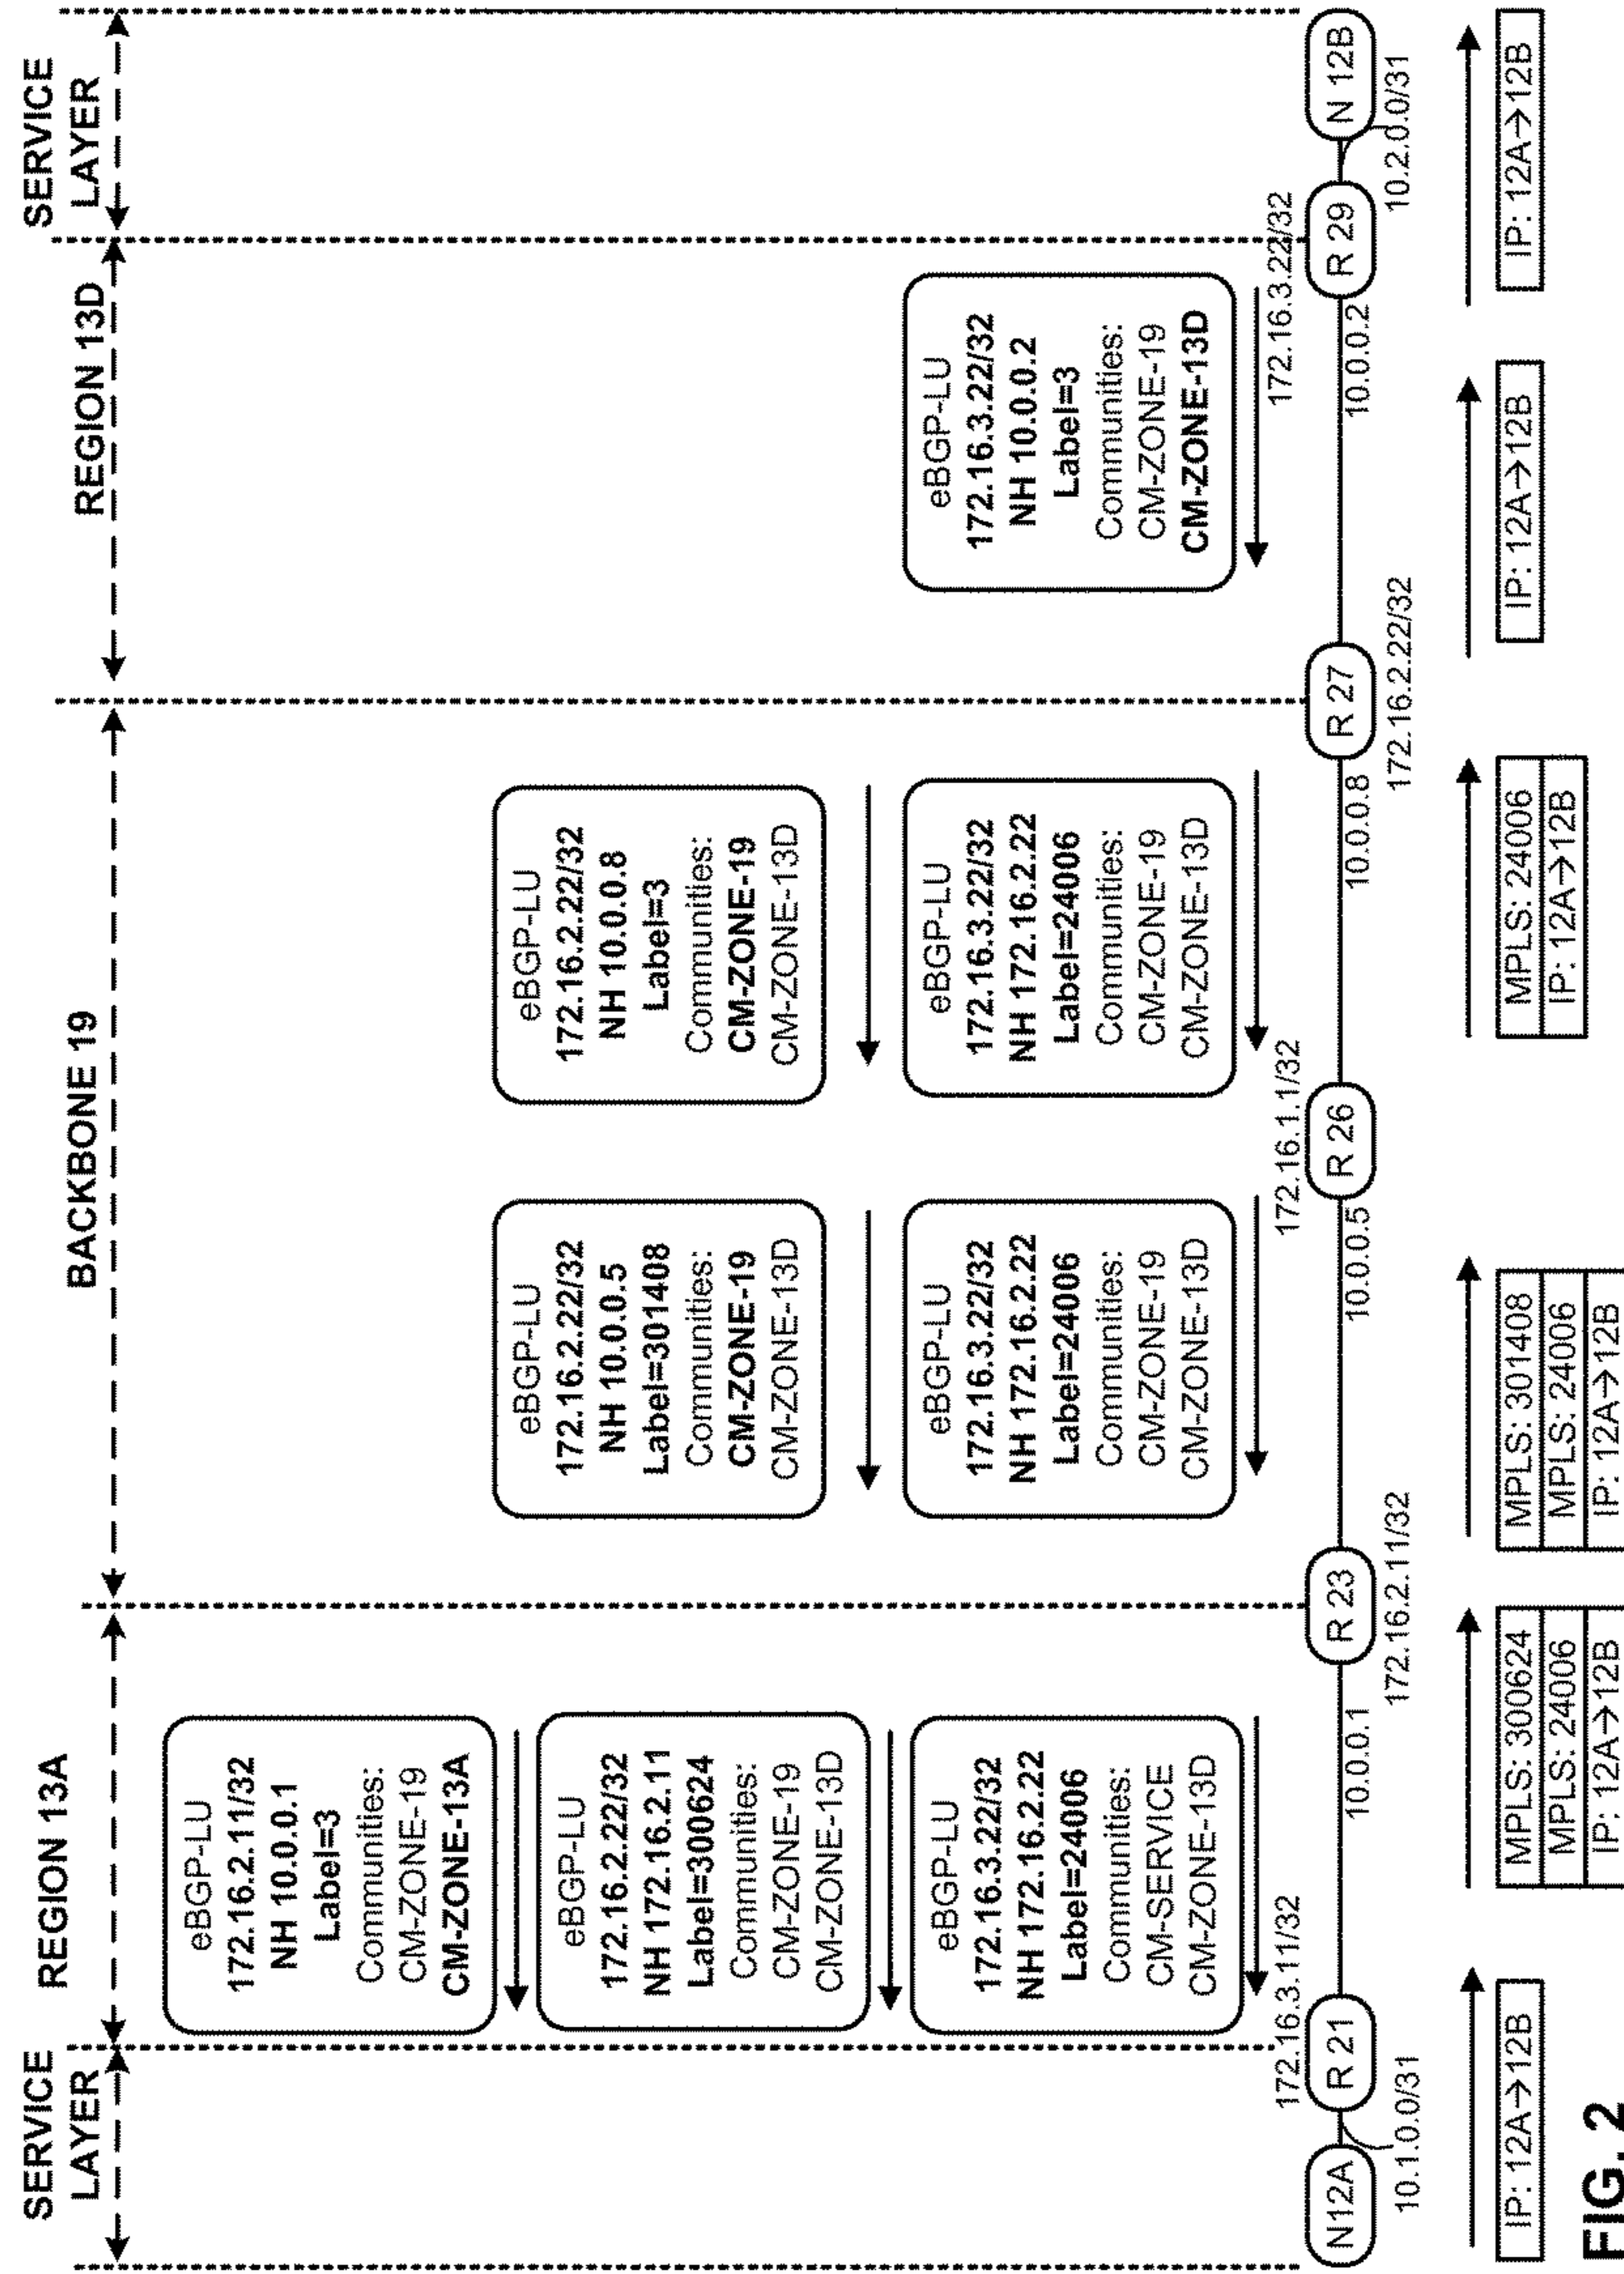 SERVICE
LAYER
REGION 13A
BACKBONE 19
REGION 13D
SERVICE
LAYER
eBGP-LU
172.16.2.11/32
NH 10.0.0.1
Label=3
Communities:
CM-ZONE-19
CM-ZONE-13A
eBGP-LU
172.16.2.22/32
NH 172.16.2.11
Label=300624
Communities:
CM-ZONE-19
CM-ZONE-13D
eBGP-LU
172.16.3.22/32
NH 172.16.2.22
Label=24006
Communities:
CM-SERVICE
CM-ZONE-13D
eBGP-LU
172.16.2.22/32
NH 10.0.0.5
Label=301408
Communities:
CM-ZONE-19
CM-ZONE-13D
eBGP-LU
172.16.3.22/32
NH 172.16.2.22
Label=24006
Communities:
CM-ZONE-19
CM-ZONE-13D
eBGP-LU
172.16.2.22/32
NH 10.0.0.8
Label=3
Communities:
CM-ZONE-19
CM-ZONE-13D
eBGP-LU
172.16.3.22/32
NH 172.16.2.22
Label=24006
Communities:
CM-ZONE-19
CM-ZONE-13D
eBGP-LU
172.16.3.22/32
NH 10.0.0.2
Label=3
Communities:
CM-ZONE-19
CM-ZONE-13D
172.16.3.11/32
172.16.1.1/32
172.16.3.22/32
N12A
R 21
R 23
R 26
R 27
R 29
N 12B
10.1.0.0/31
10.0.0.1
172.16.2.11/32
10.0.0.5
10.0.0.8
172.16.2.22/32
10.0.0.2
10.2.0.0/31
IP: 12A→12B
MPLS: 300624
MPLS: 24006
IP: 12A→12B
MPLS: 301408
MPLS: 24006
IP: 12A→12B
MPLS: 24006
IP: 12A→12B
IP: 12A→12B
IP: 12A→12B
FIG. 2